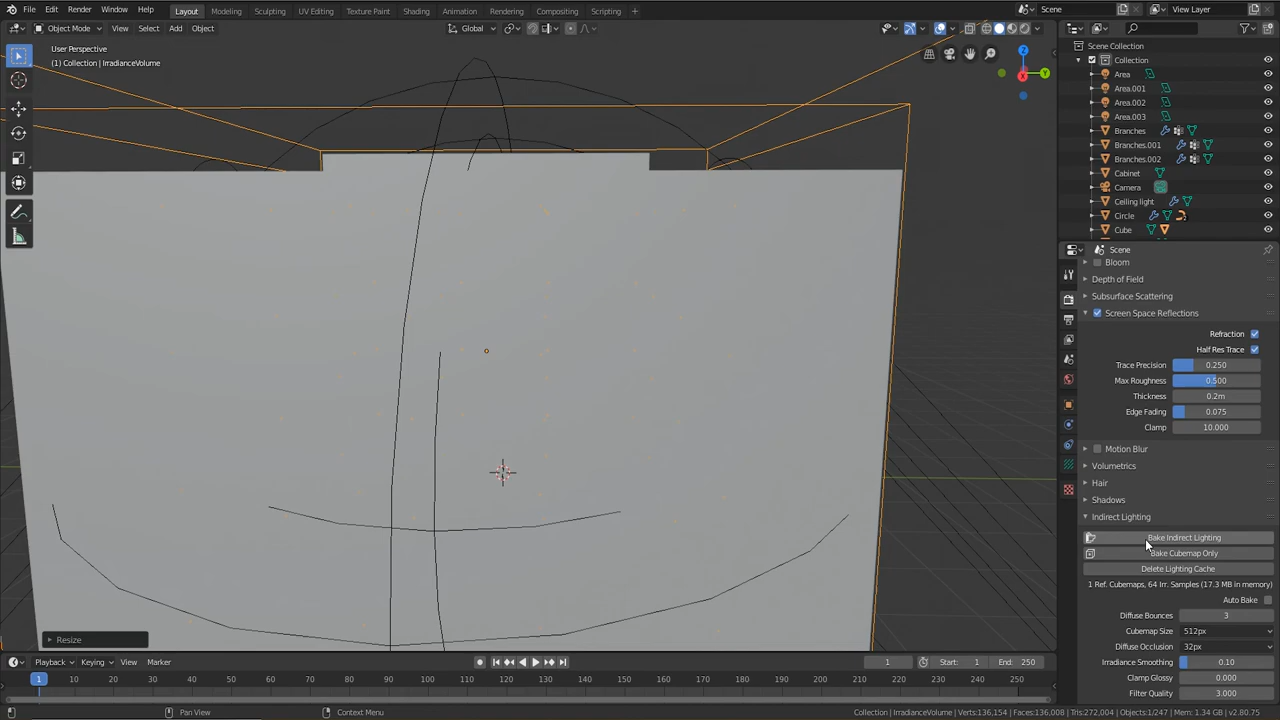 File Edit Render Window Help Layout Modeling Sculpting UV Editing Texture Paint Shading Animation Rendering Compositing Scripting + Scene View Layer
Object Mode View Select Add Object Global
User Perspective
(1) Collection | IrradianceVolume
Scene Collection
Collection
Area
Area.001
Area.002
Area.003
Branches
Branches.001
Branches.002
Cabinet
Camera
Ceiling light
Circle
Cube
Scene
Bloom
Depth of Field
Subsurface Scattering
Screen Space Reflections
Refraction
Half Res Trace
Trace Precision 0.250
Max Roughness 0.500
Thickness 0.2m
Edge Fading 0.075
Clamp 10.000
Motion Blur
Volumetrics
Hair
Shadows
Indirect Lighting
Bake Indirect Lighting
Bake Cubemap Only
Delete Lighting Cache
1 Ref. Cubemaps, 64 Irr. Samples (17.3 MB in memory)
Auto Bake
Diffuse Bounces 3
Cubemap Size 512px
Diffuse Occlusion 32px
Irradiance Smoothing 0.10
Clamp Glossy 0.000
Filter Quality 3.000
Z
Y
X
Resize
Playback Keying View Marker 1 Start: 1 End: 250
1 10 20 30 40 50 60 70 80 90 100 110 120 130 140 150 160 170 180 190 200 210 220 230 240 250
Pan View Context Menu Collection | IrradianceVolume | Verts:136,154 | Faces:136,008 | Tris:272,004 | Objects:1/247 | Mem: 1.34 GB | v2.80.75